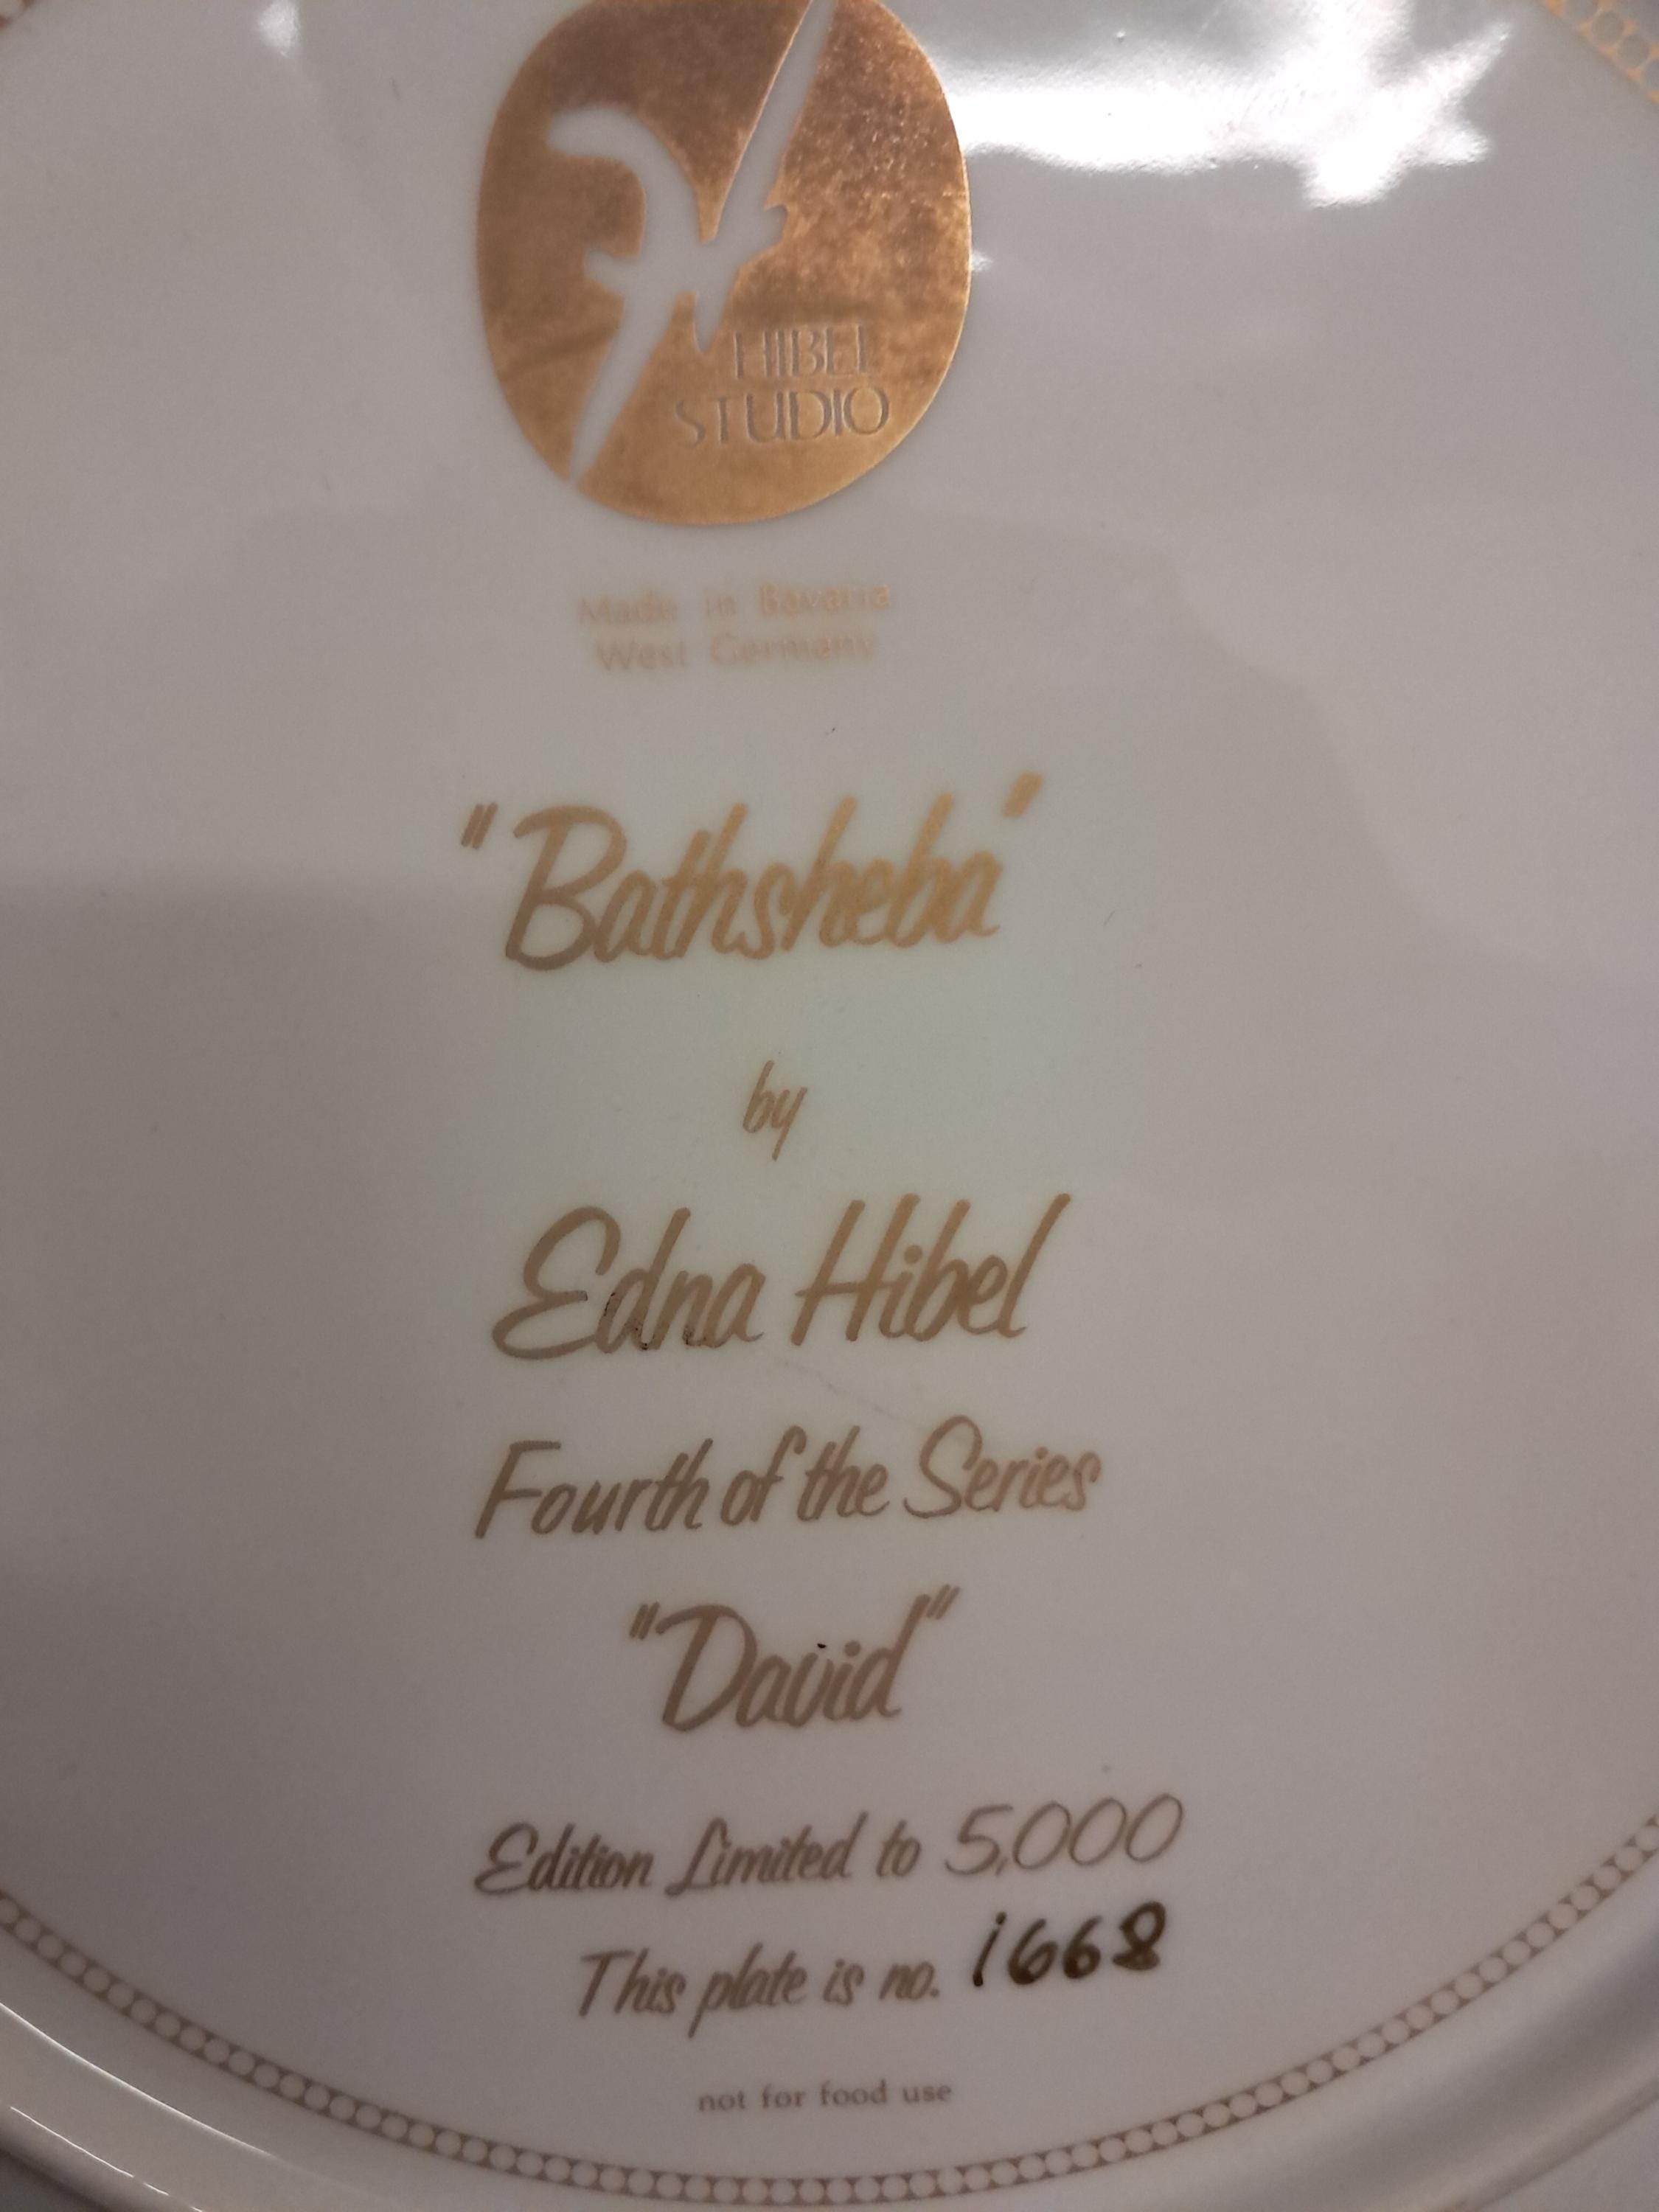 HIBEL
STUDIO
Made in Bavaria
West Germany
"Bathsheba"
by
Edna Hibel
Fourth of the Series
"David"
Edition Limited to 5,000
This plate is no. 1668
not for food use